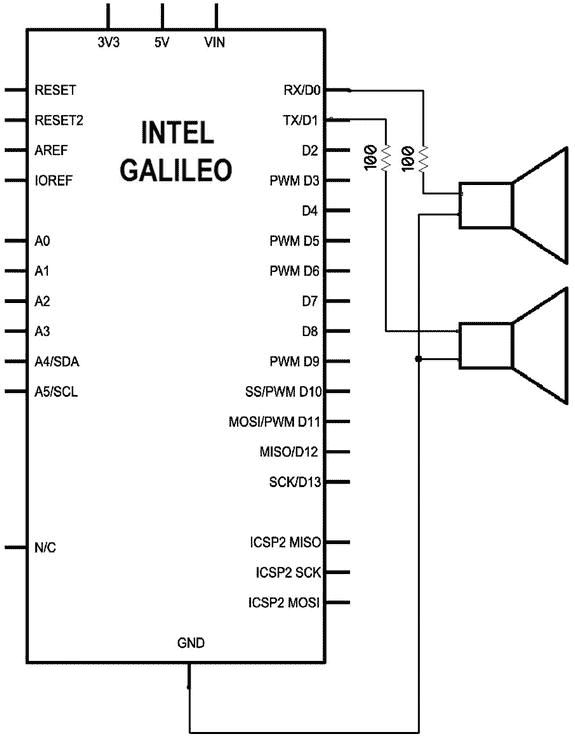 3V3 5V VIN
RESET
RESET2
AREF
IOREF
A0
A1
A2
A3
A4/SDA
A5/SCL
N/C
INTEL
GALILEO
RX/D0
TX/D1
D2
PWM D3
D4
PWM D5
PWM D6
D7
D8
PWM D9
SS/PWM D10
MOSI/PWM D11
MISO/D12
SCK/D13
ICSP2 MISO
ICSP2 SCK
ICSP2 MOSI
GND
100
100